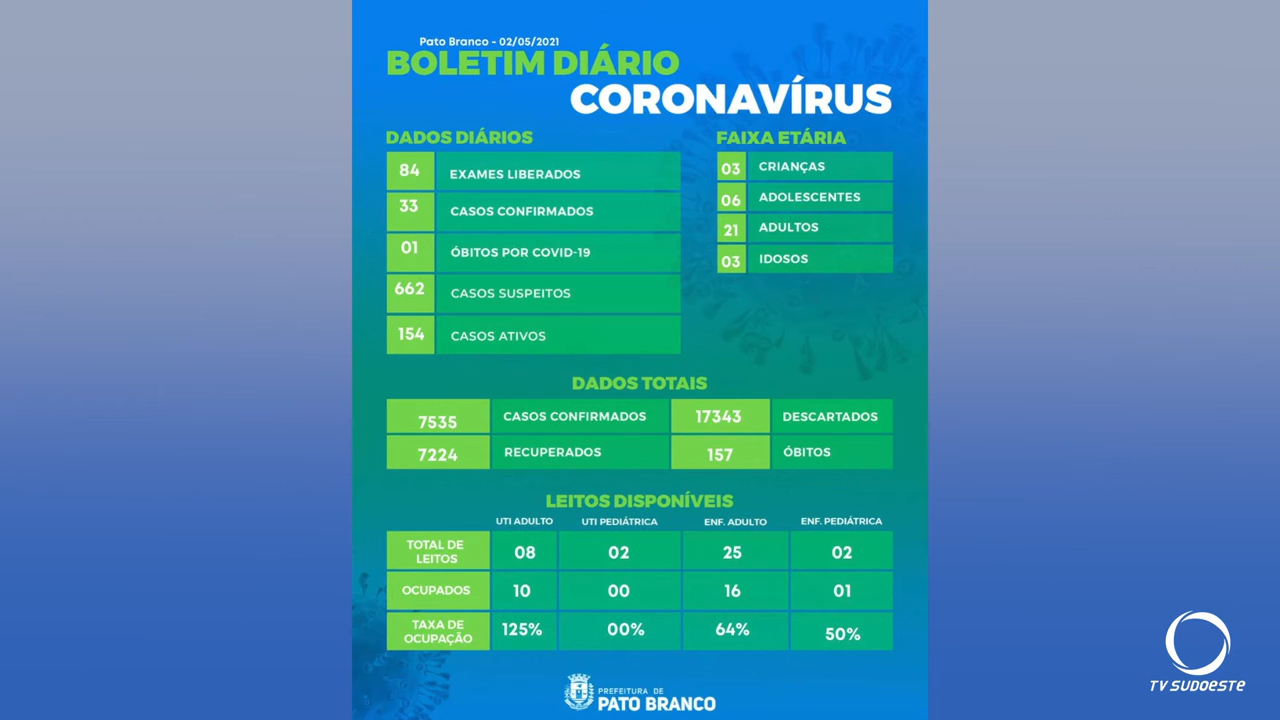 Pato Branco - 02/05/2021
BOLETIM DIÁRIO
CORONAVÍRUS
DADOS DIÁRIOS
84 EXAMES LIBERADOS
33 CASOS CONFIRMADOS
01 ÓBITOS POR COVID-19
662 CASOS SUSPEITOS
154 CASOS ATIVOS
FAIXA ETÁRIA
03 CRIANÇAS
06 ADOLESCENTES
21 ADULTOS
03 IDOSOS
DADOS TOTAIS
7535 CASOS CONFIRMADOS 17343 DESCARTADOS
7224 RECUPERADOS 157 ÓBITOS
LEITOS DISPONÍVEIS
UTI ADULTO UTI PEDIÁTRICA ENF. ADULTO ENF. PEDIÁTRICA
TOTAL DE
LEITOS 08 02 25 02
OCUPADOS 10 00 16 01
TAXA DE
OCUPAÇÃO 125% 00% 64% 50%
PREFEITURA DE
PATO BRANCO
TV SUDOESTE